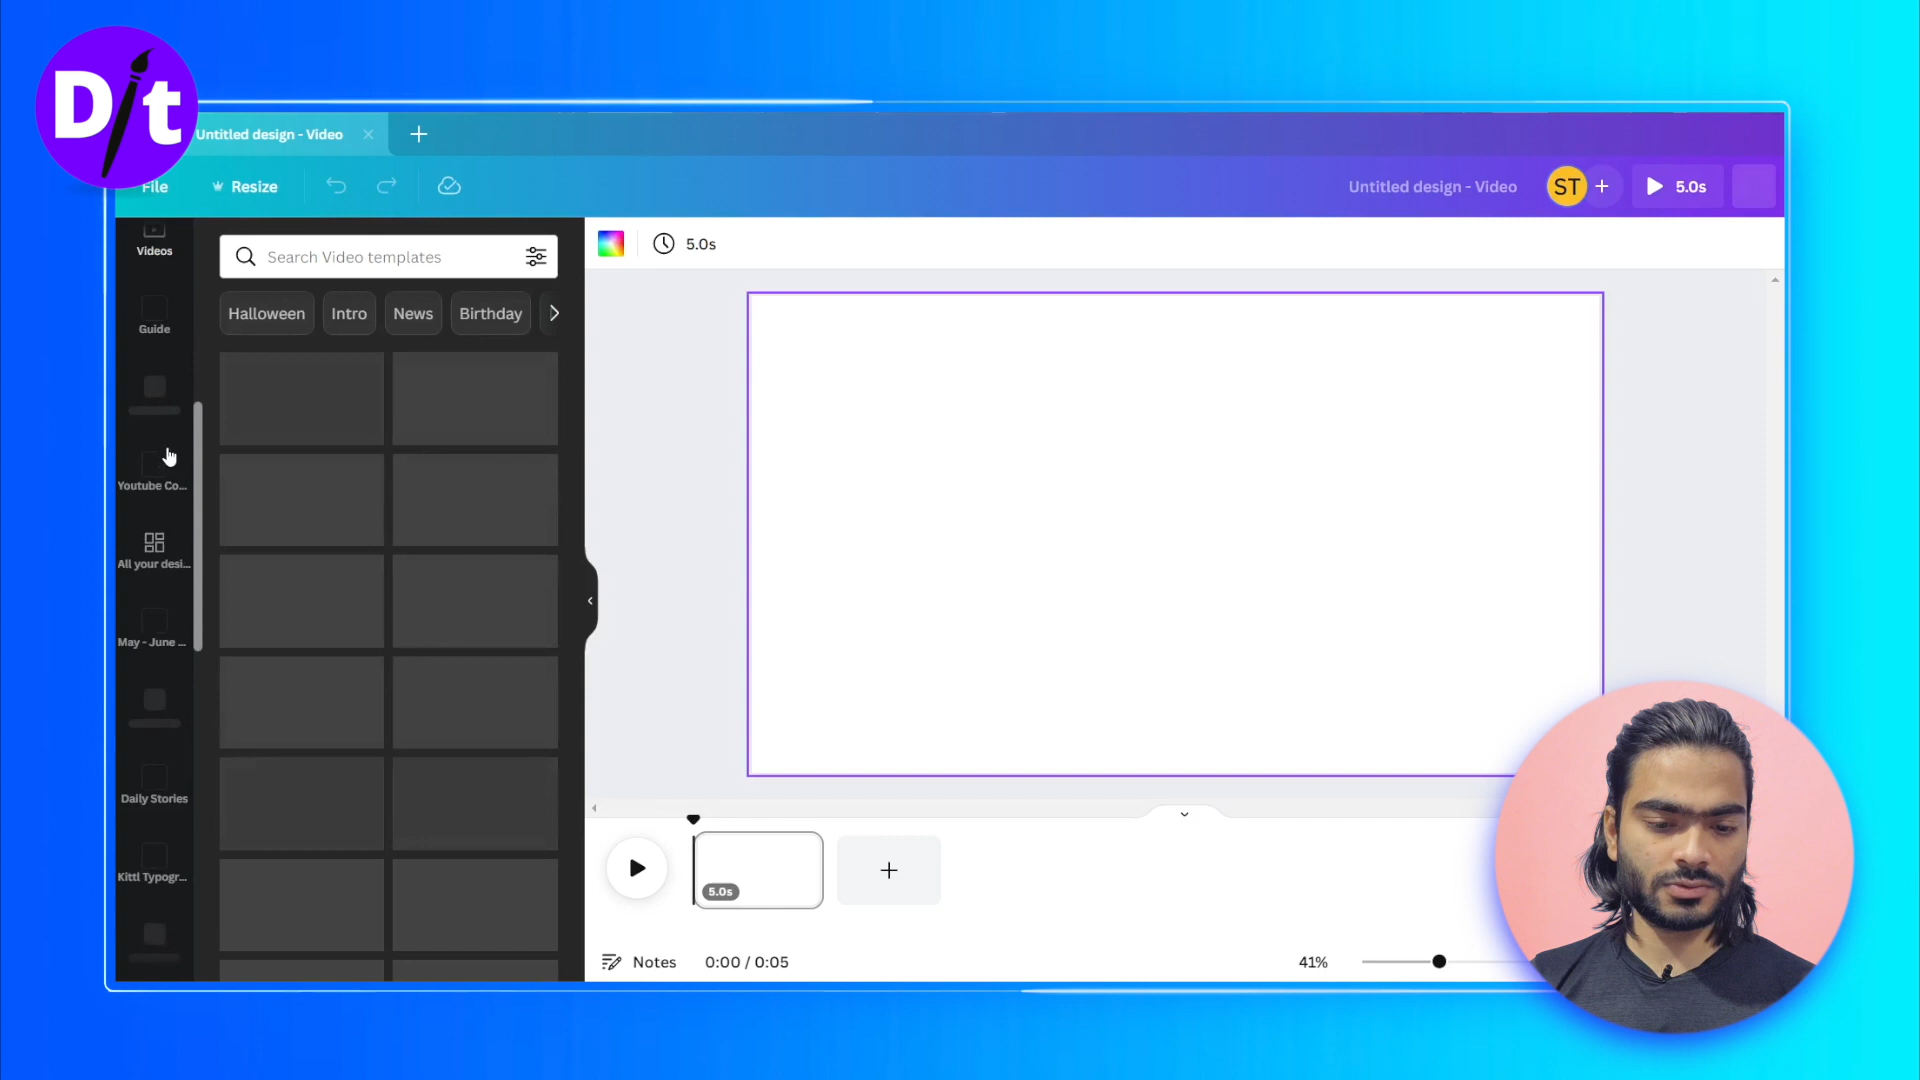 D/t
Untitled design - Video
File
Resize
Untitled design - Video
ST
5.0s
Videos
Guide
Youtube Co...
All your desi...
May - June ...
Daily Stories
Kittl Typogr...
Search Video templates
Halloween
Intro
News
Birthday
5.0s
5.0s
Notes
0:00 / 0:05
41%